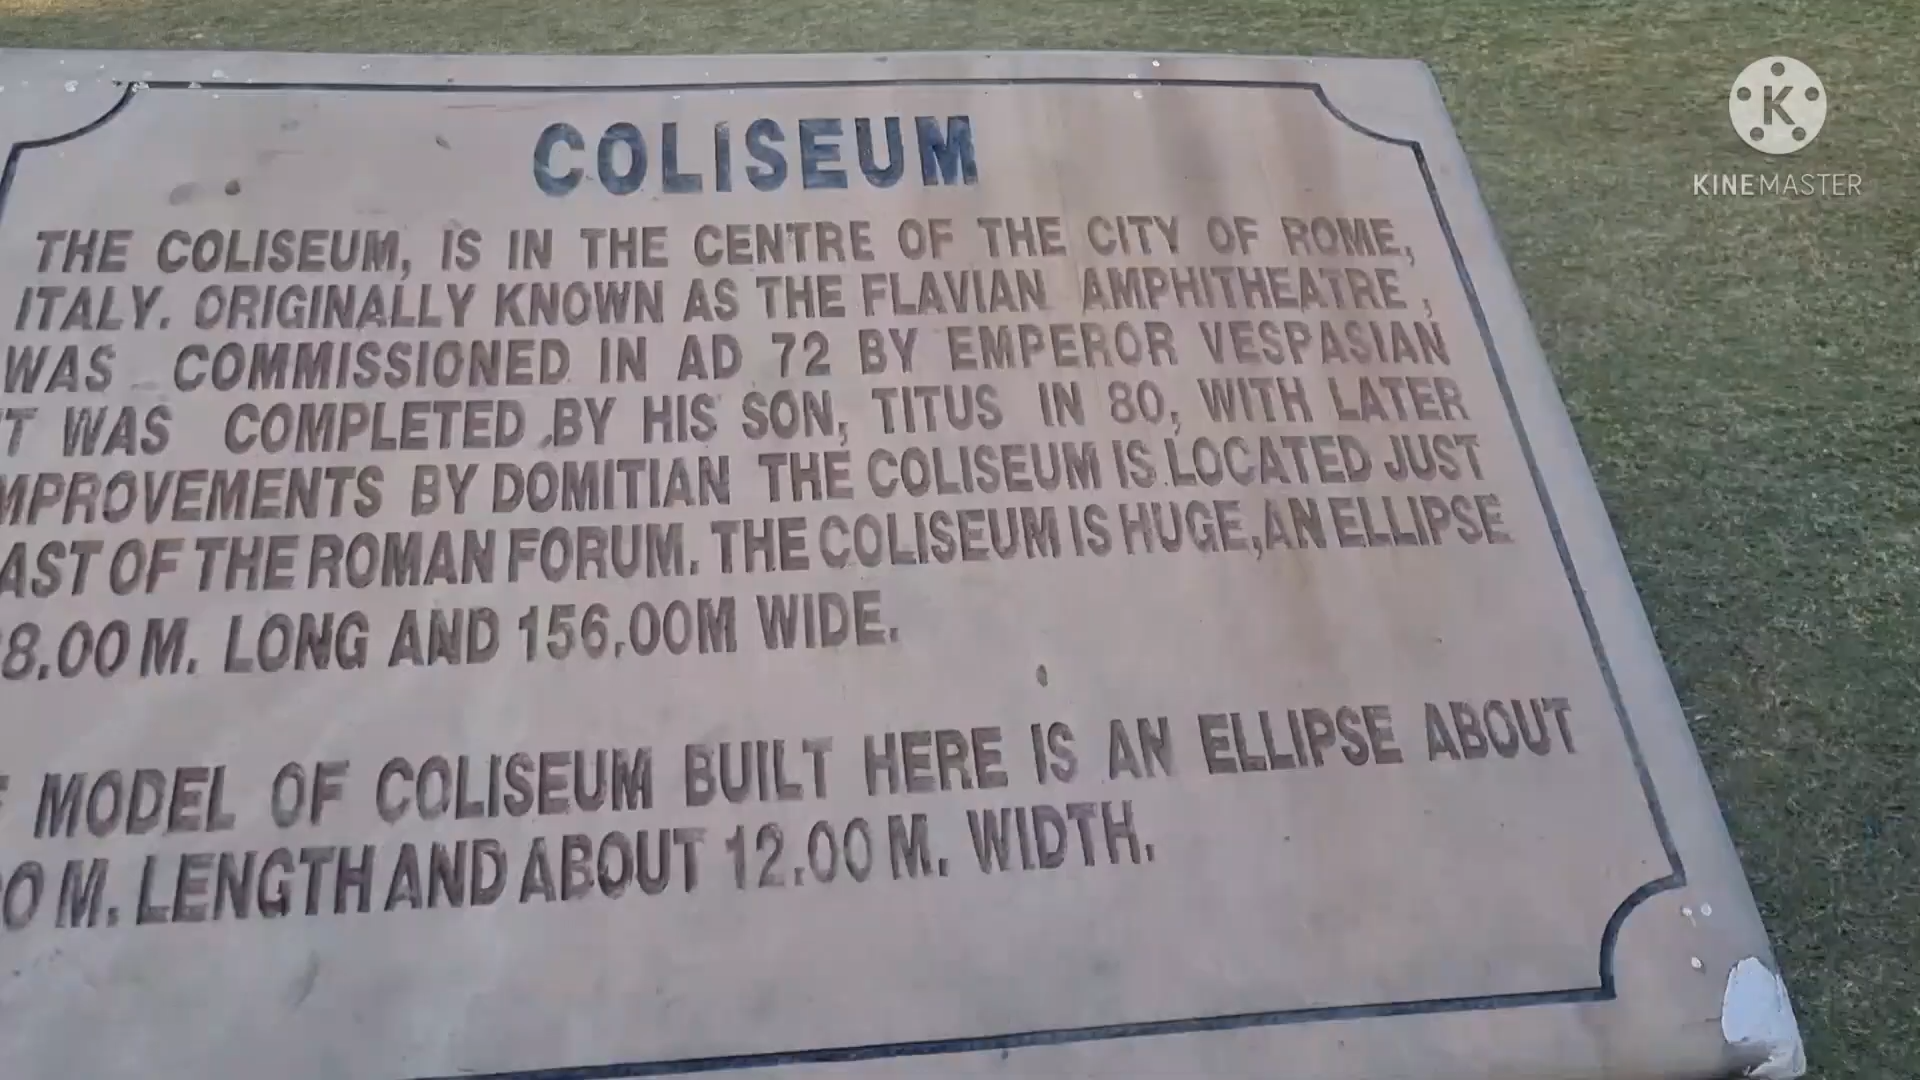 COLISEUM
THE COLISEUM, IS IN THE CENTRE OF THE CITY OF ROME,
ITALY. ORIGINALLY KNOWN AS THE FLAVIAN AMPHITHEATRE,
WAS COMMISSIONED IN AD 72 BY EMPEROR VESPASIAN
WAS COMPLETED BY HIS SON, TITUS IN 80, WITH LATER
MPROVEMENTS BY DOMITIAN THE COLISEUM IS LOCATED JUST
AST OF THE ROMAN FORUM. THE COLISEUM IS HUGE, AN ELLIPSE
8.00 M. LONG AND 156.00M WIDE.
MODEL OF COLISEUM BUILT HERE IS AN ELLIPSE ABOUT
0 M. LENGTH AND ABOUT 12.00 M. WIDTH.
K
KINEMASTER